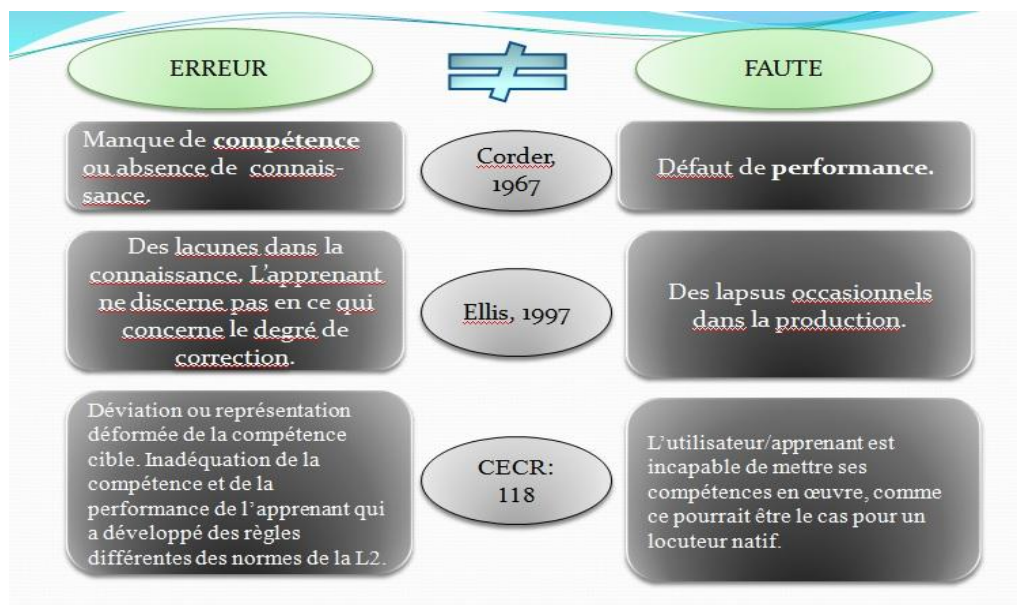 ERREUR
≠
FAUTE
Manque de compétence
ou absence de connais-
sance.
Corder,
1967
Défaut de performance.
Des lacunes dans la
connaissance. L'apprenant
ne discerne pas en ce qui
concerne le degré de
correction.
Ellis, 1997
Des lapsus occasionnels
dans la production.
Déviation ou représentation
déformée de la compétence
cible. Inadéquation de la
compétence et de la
performance de l'apprenant qui
a développé des règles
différentes des normes de la L2.
CECR:
118
L'utilisateur/apprenant est
incapable de mettre ses
compétences en œuvre, comme
ce pourrait être le cas pour un
locuteur natif.